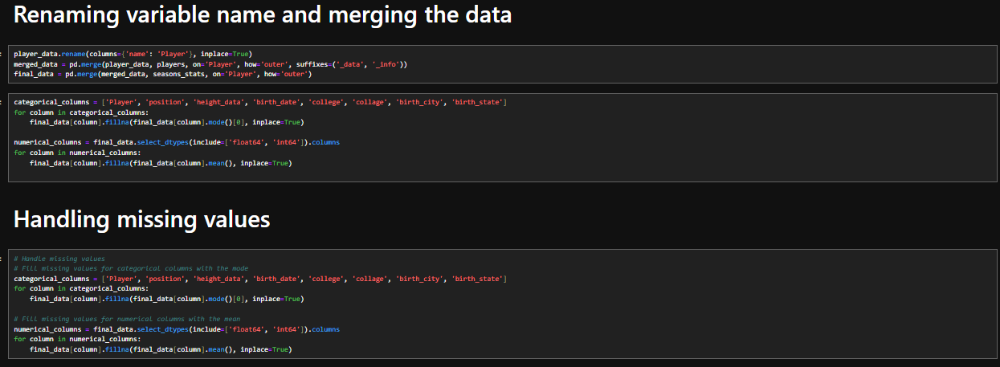 Renaming variable name and merging the data
:
player_data.rename(columns={'name': 'Player'}, inplace=True)
merged_data = pd.merge(player_data, players, on='Player', how='outer', suffixes=('_data', '_info'))
final_data = pd.merge(merged_data, seasons_stats, on='Player', how='outer')
:
categorical_columns = ['Player', 'position', 'height_data', 'birth_date', 'college', 'collage', 'birth_city', 'birth_state']
for column in categorical_columns:
    final_data[column].fillna(final_data[column].mode()[0], inplace=True)
numerical_columns = final_data.select_dtypes(include=['float64', 'int64']).columns
for column in numerical_columns:
    final_data[column].fillna(final_data[column].mean(), inplace=True)
Handling missing values
:
# Handle missing values
# Fill missing values for categorical columns with the mode
categorical_columns = ['Player', 'position', 'height_data', 'birth_date', 'college', 'collage', 'birth_city', 'birth_state']
for column in categorical_columns:
    final_data[column].fillna(final_data[column].mode()[0], inplace=True)
# Fill missing values for numerical columns with the mean
numerical_columns = final_data.select_dtypes(include=['float64', 'int64']).columns
for column in numerical_columns:
    final_data[column].fillna(final_data[column].mean(), inplace=True)